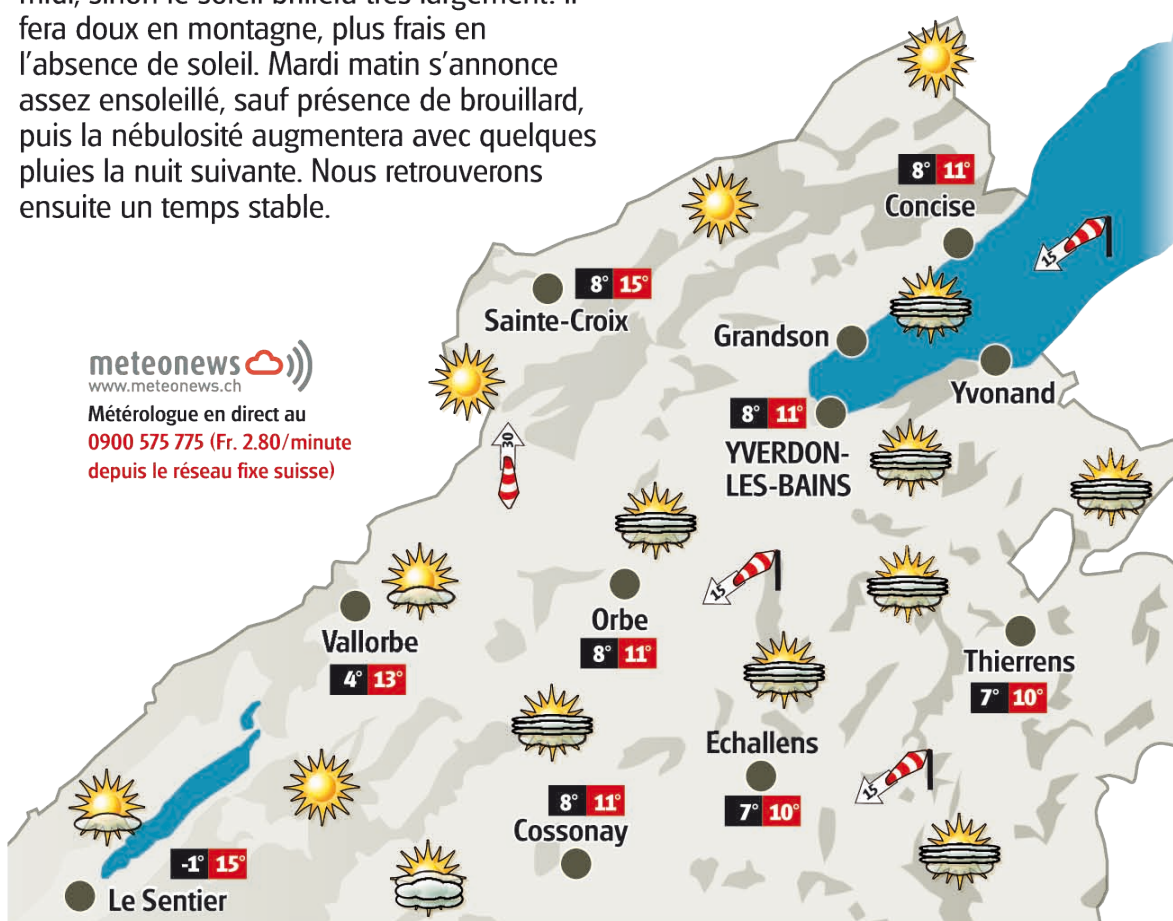 fera doux en montagne, plus frais en
l'absence de soleil. Mardi matin s'annonce
assez ensoleillé, sauf présence de brouillard,
puis la nébulosité augmentera avec quelques
pluies la nuit suivante. Nous retrouverons
ensuite un temps stable.
8° 11°
Concise
15
8° 15°
Sainte-Croix
Grandson
Yvonand
meteonews
www.meteonews.ch
Métérologue en direct au
0900 575 775 (Fr. 2.80/minute
depuis le réseau fixe suisse)
8° 11°
YVERDON-
LES-BAINS
30
15
Orbe
8° 11°
Vallorbe
4° 13°
Thierrens
7° 10°
Echallens
7° 10°
15
8° 11°
Cossonay
-1° 15°
Le Sentier